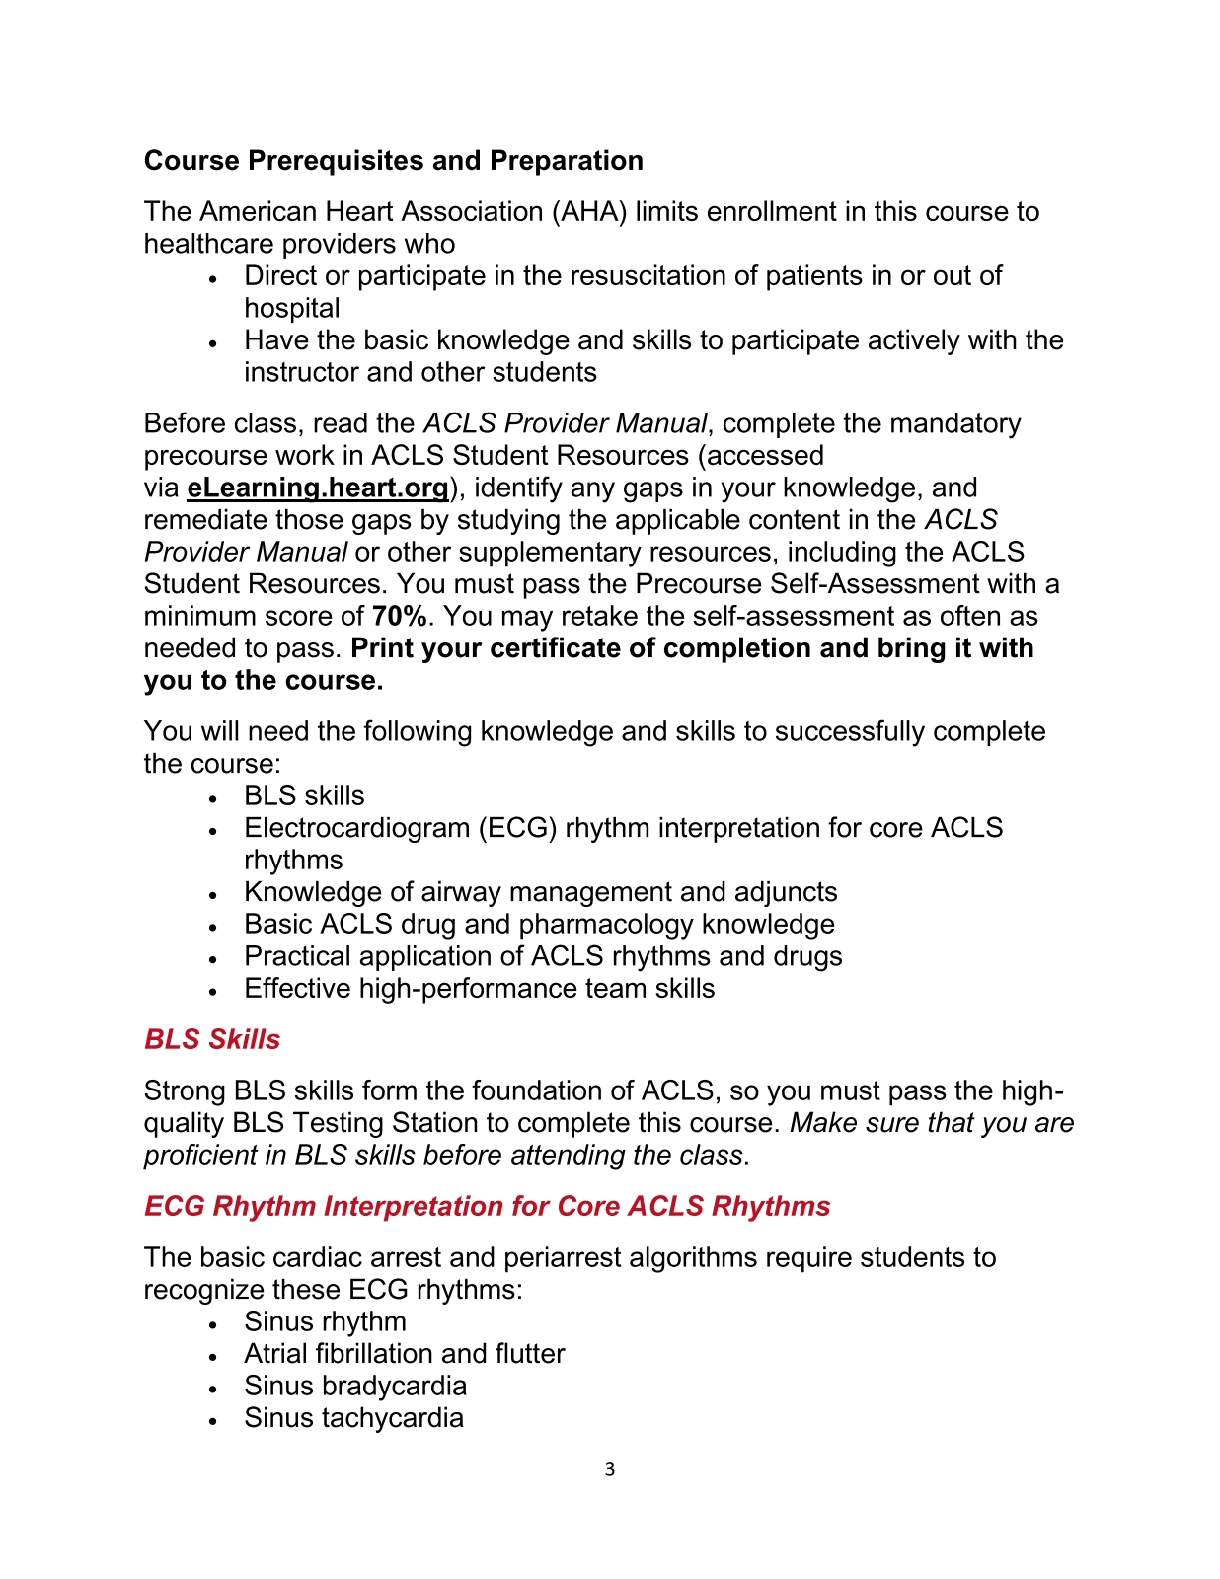 Course Prerequisites and Preparation
The American Heart Association (AHA) limits enrollment in this course to
healthcare providers who
• Direct or participate in the resuscitation of patients in or out of
hospital
• Have the basic knowledge and skills to participate actively with the
instructor and other students
Before class, read the ACLS Provider Manual, complete the mandatory
precourse work in ACLS Student Resources (accessed
via eLearning.heart.org), identify any gaps in your knowledge, and
remediate those gaps by studying the applicable content in the ACLS
Provider Manual or other supplementary resources, including the ACLS
Student Resources. You must pass the Precourse Self-Assessment with a
minimum score of 70%. You may retake the self-assessment as often as
needed to pass. Print your certificate of completion and bring it with
you to the course.
You will need the following knowledge and skills to successfully complete
the course:
• BLS skills
• Electrocardiogram (ECG) rhythm interpretation for core ACLS
rhythms
• Knowledge of airway management and adjuncts
• Basic ACLS drug and pharmacology knowledge
• Practical application of ACLS rhythms and drugs
• Effective high-performance team skills
BLS Skills
Strong BLS skills form the foundation of ACLS, so you must pass the high-
quality BLS Testing Station to complete this course. Make sure that you are
proficient in BLS skills before attending the class.
ECG Rhythm Interpretation for Core ACLS Rhythms
The basic cardiac arrest and periarrest algorithms require students to
recognize these ECG rhythms:
• Sinus rhythm
• Atrial fibrillation and flutter
• Sinus bradycardia
• Sinus tachycardia
3